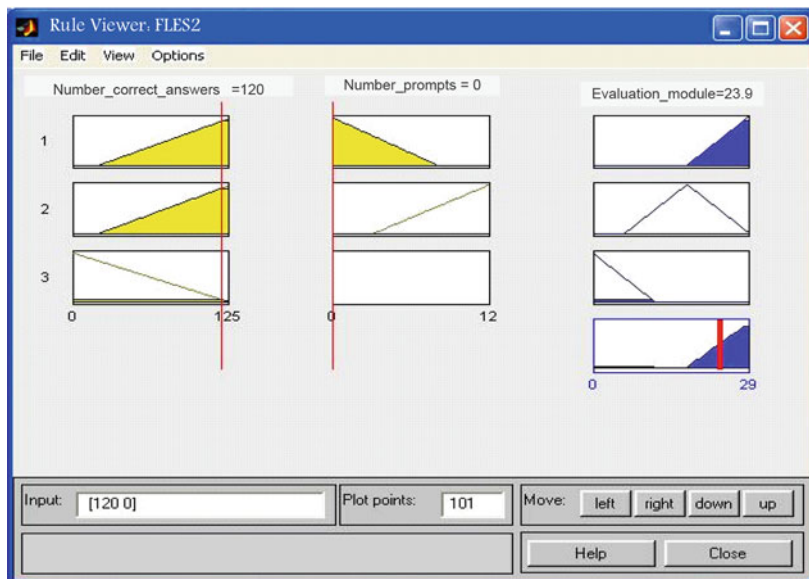 Rule Viewer: FLES2
File Edit View Options
Number_correct_answers =120
Number_prompts = 0
Evaluation_module=23.9
1
2
3
0 125
0 12
0 29
Input: [120 0]
Plot points: 101
Move: left right down up
Help Close